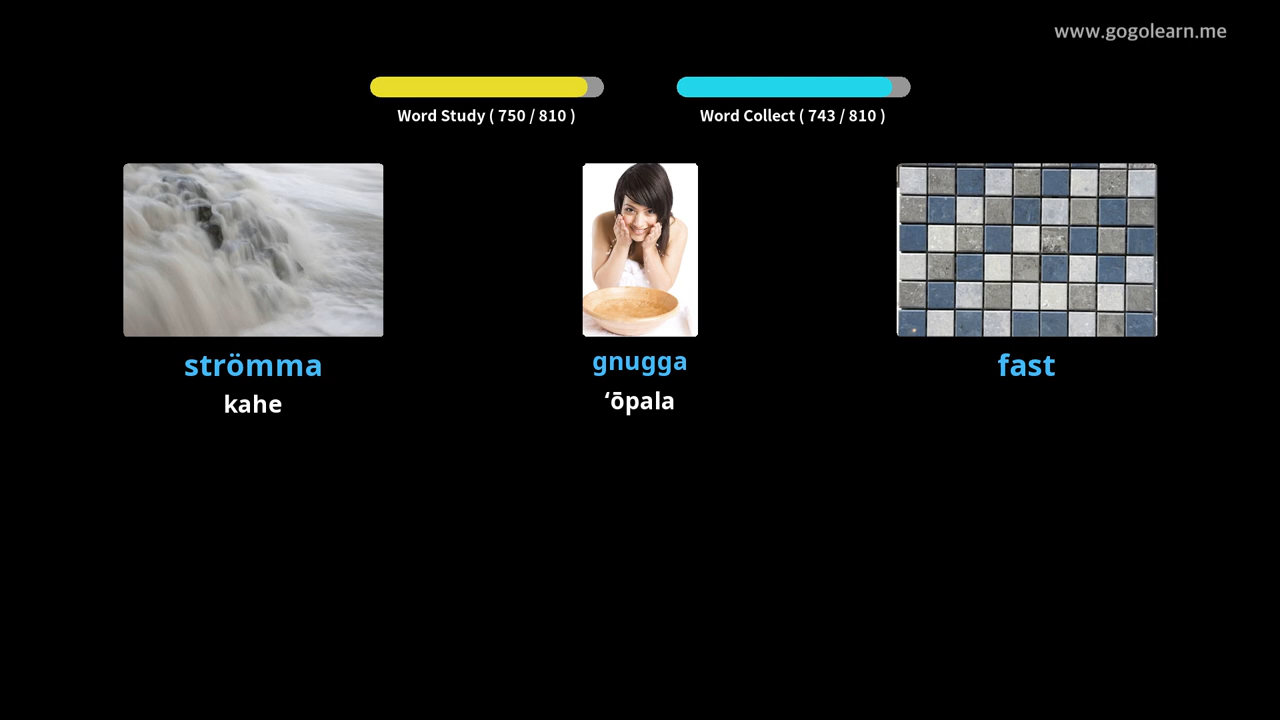 www.gogolearn.me
Word Study ( 750 / 810 )
Word Collect ( 743 / 810 )
strömma
kahe
gnugga
ʻōpala
fast